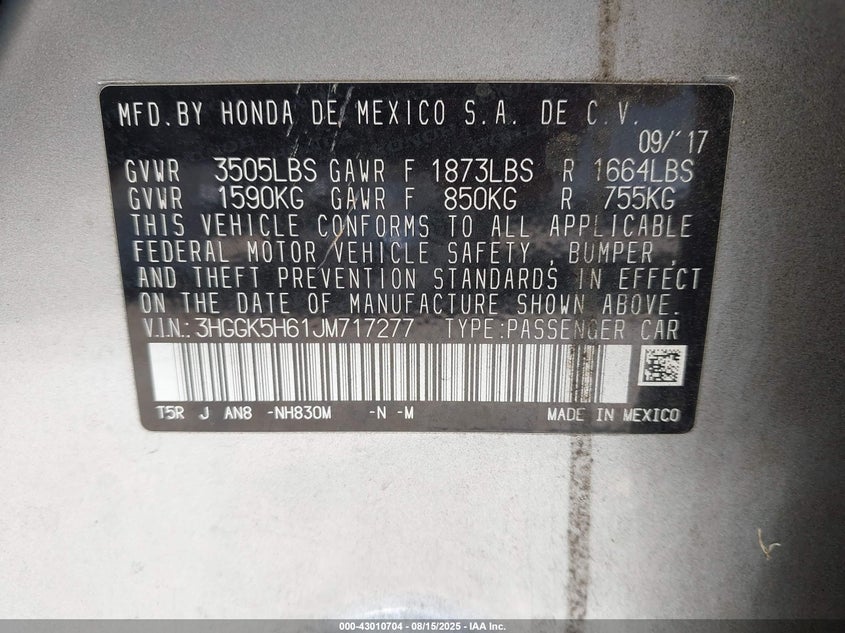 MFD.BY HONDA DE MEXICO S.A. DE C.V.
09/'17
GVWR 3505LBS GAWR F 1873LBS R 1664LBS
GVWR 1590KG GAWR F 850KG R 755KG
THIS VEHICLE CONFORMS TO ALL APPLICABLE
FEDERAL MOTOR VEHICLE SAFETY , BUMPER ,
AND THEFT PREVENTION STANDARDS IN EFFECT
ON THE DATE OF MANUFACTURE SHOWN ABOVE.
V.I.N.: 3HGGK5H61JM717277 TYPE:PASSENGER CAR
T5R J AN8 -NH830M -N -M MADE IN MEXICO
000-43010704 - 08/15/2025 - IAA Inc.